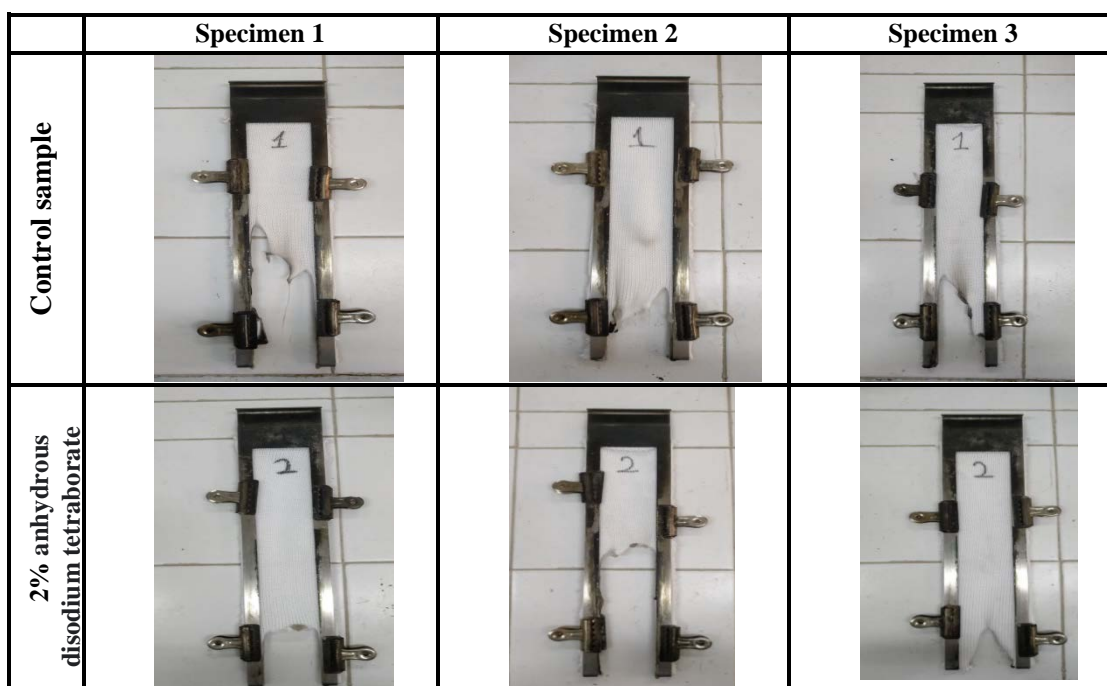 Specimen 1 Specimen 2 Specimen 3
Control sample
1 1 1
2% anhydrous
disodium tetraborate
2 2 2